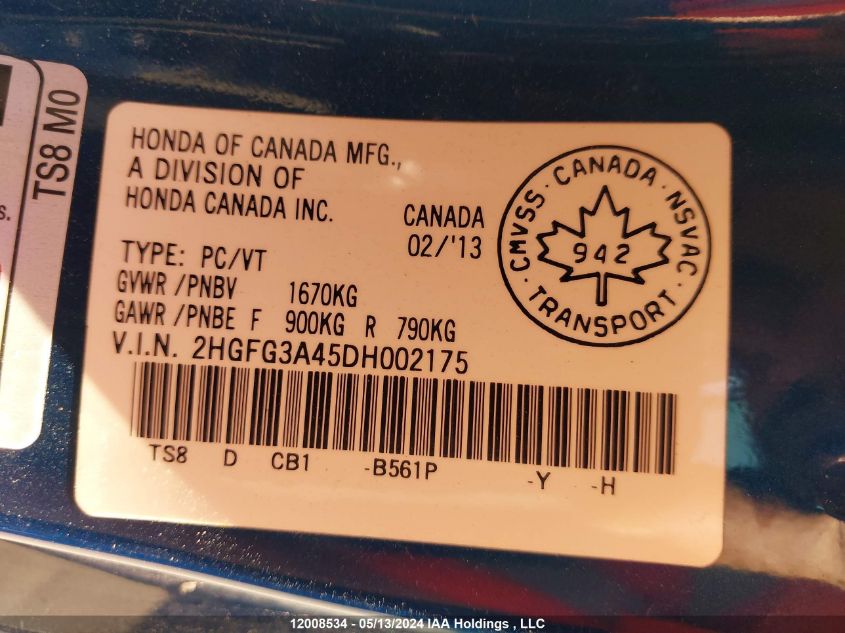 HONDA OF CANADA MFG.,
A DIVISION OF
HONDA CANADA INC.
CANADA
02/'13
TYPE: PC/VT
GVWR /PNBV 1670KG
GAWR /PNBE F 900KG R 790KG
V.I.N. 2HGFG3A45DH002175
TS8 D CB1 -B561P -Y -H
CMVSS · CANADA · NSVAC · TRANSPORT ·
942
TS8 M0
s.
12008534 - 05/13/2024 IAA Holdings , LLC